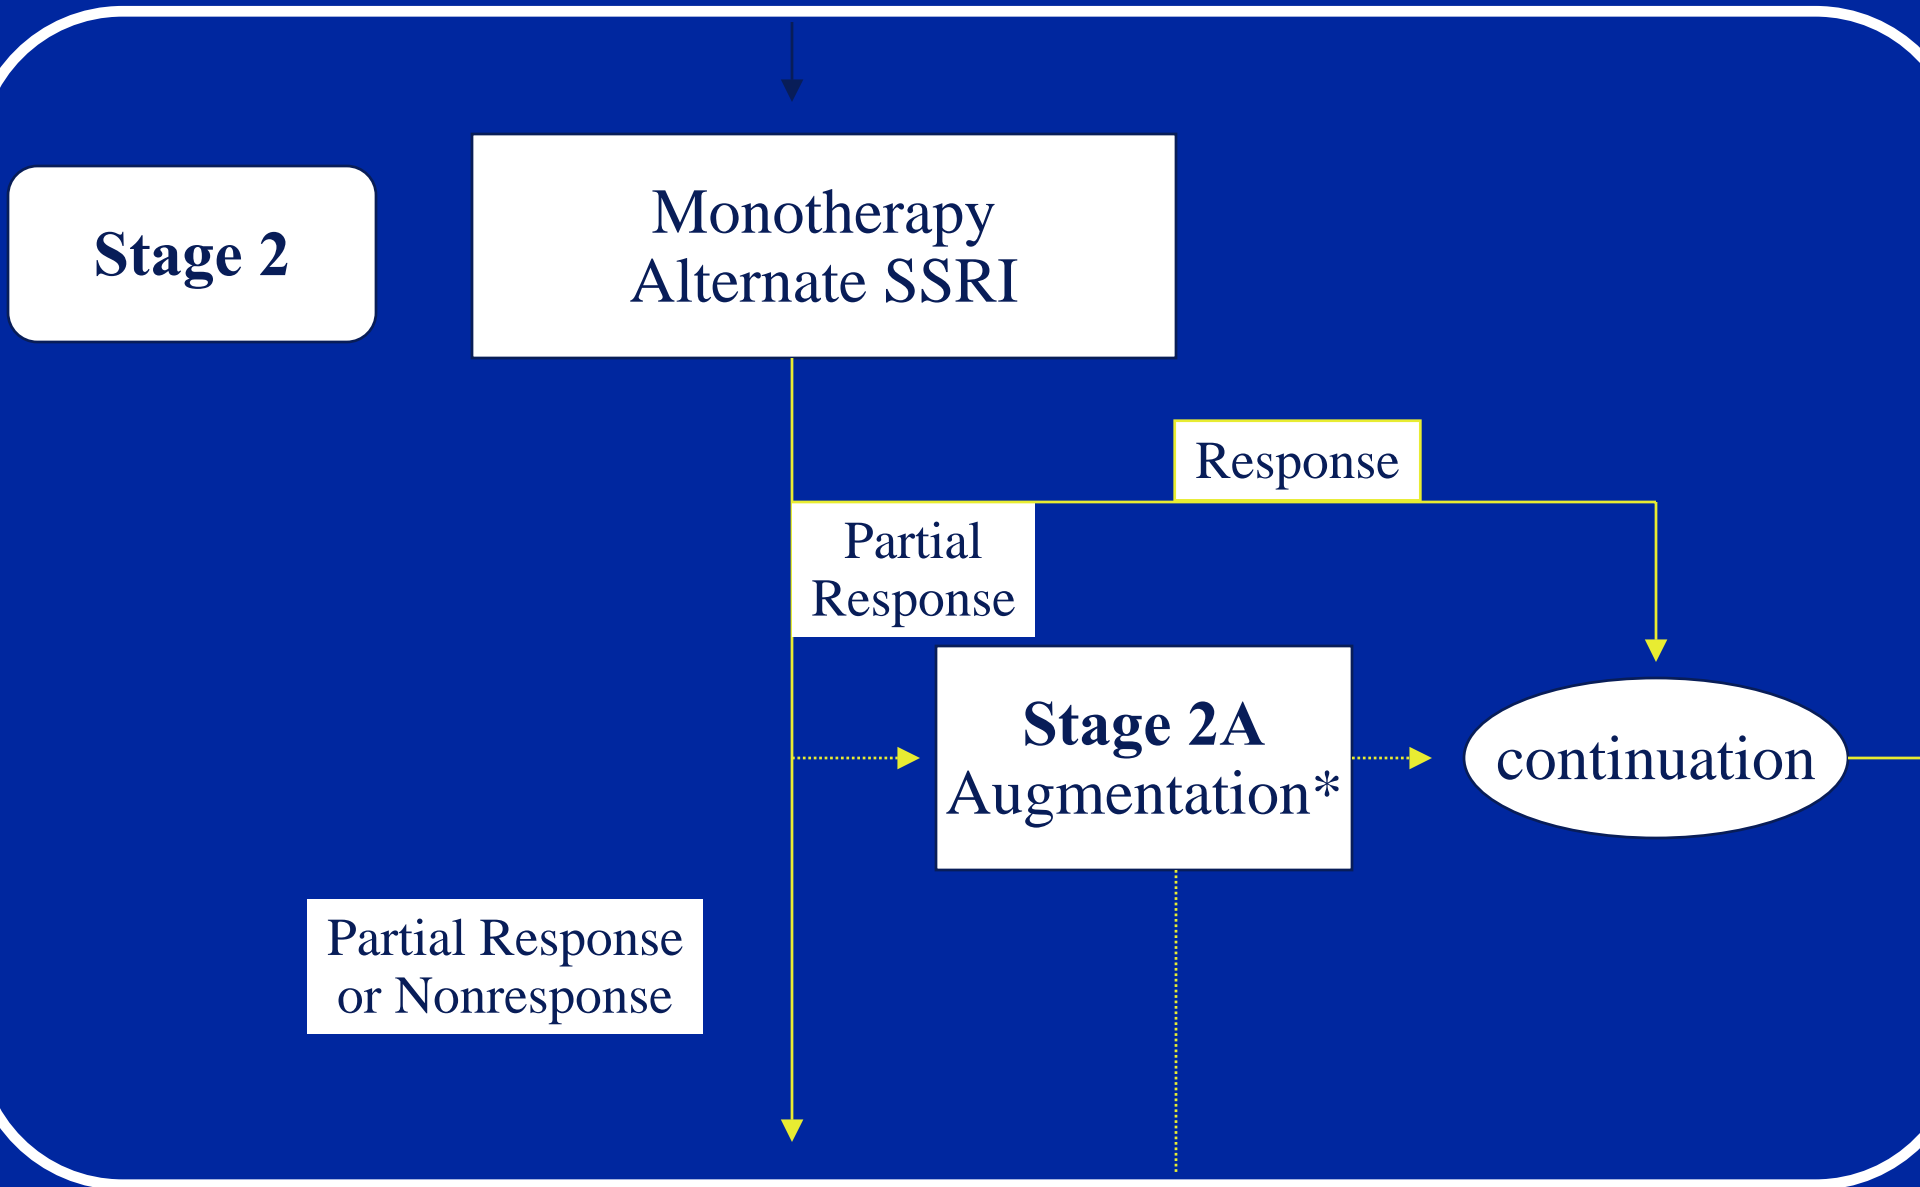 Stage 2
Monotherapy
Alternate SSRI
Response
Partial
Response
Stage 2A
Augmentation*
continuation
Partial Response
or Nonresponse